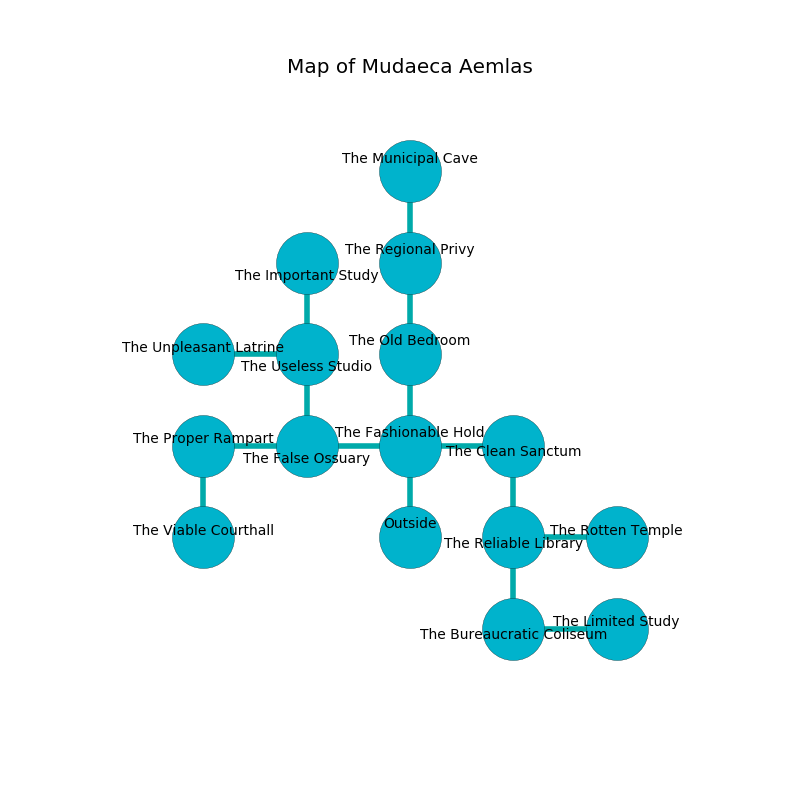 Map of Mudaeca Aemlas
The Municipal Cave
The Regional Privy
The Important Study
The Old Bedroom
The Unpleasant Latrine
The Useless Studio
The Fashionable Hold
The Proper Rampart
The Clean Sanctum
The False Ossuary
Outside
The Viable Courthall
The Rotten Temple
The Reliable Library
The Limited Study
The Bureaucratic Coliseum